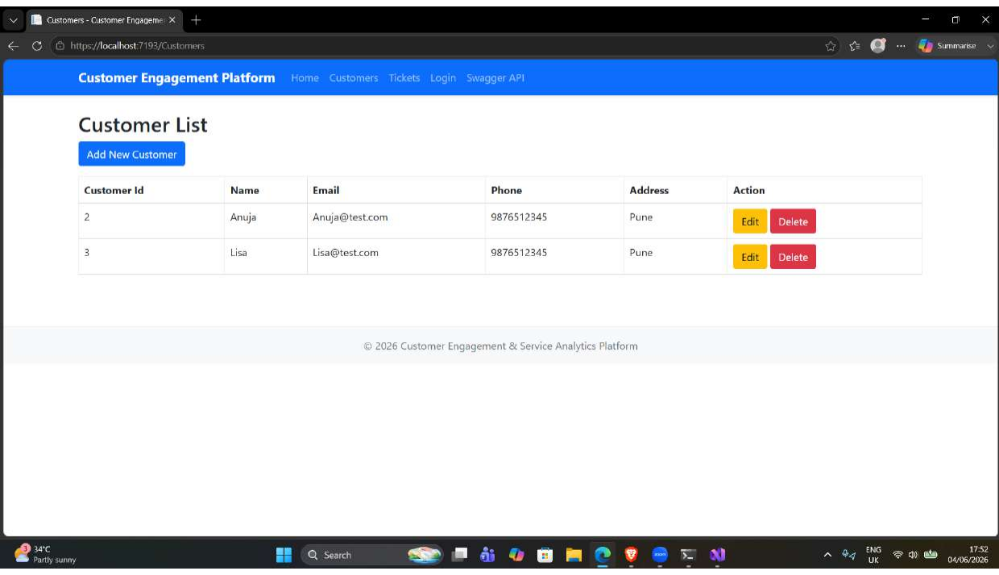 Customers - Customer Engageme
https://localhost:7193/Customers
Summarise
Customer Engagement Platform Home Customers Tickets Login Swagger API
Customer List
Add New Customer
Customer Id Name Email Phone Address Action
2 Anuja Anuja@test.com 9876512345 Pune Edit Delete
3 Lisa Lisa@test.com 9876512345 Pune Edit Delete
© 2026 Customer Engagement & Service Analytics Platform
3 34°C
Partly sunny
Search
zoom
ENG
UK
17:52
04/06/2026